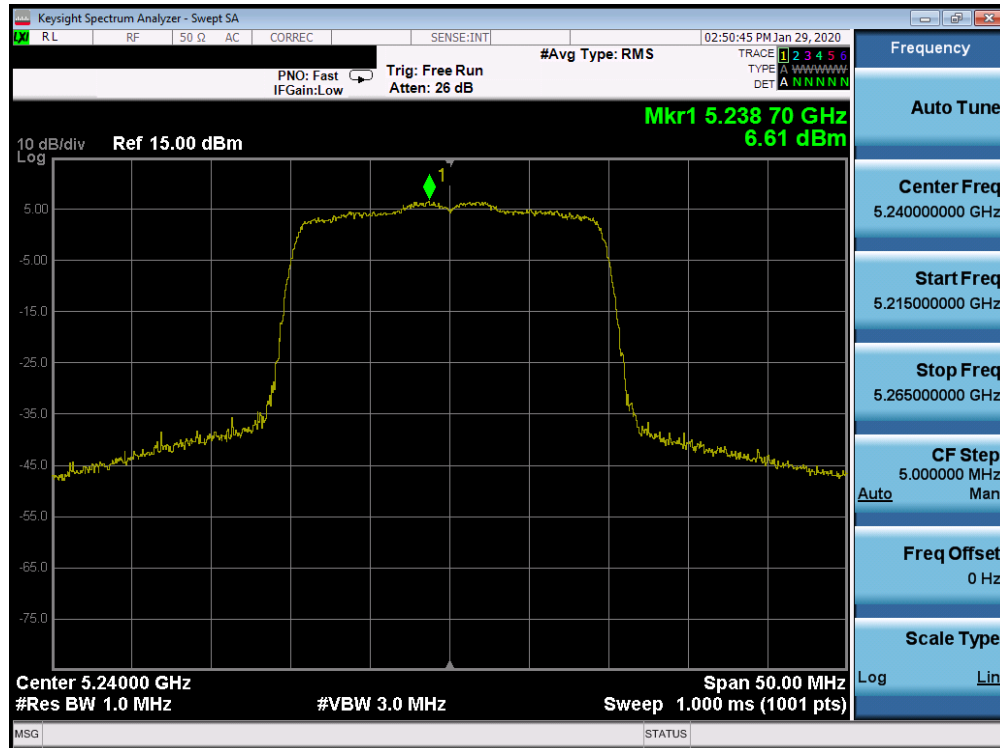 Keysight Spectrum Analyzer - Swept SA
LXI RL RF 50 Ω AC CORREC SENSE:INT 02:50:45 PM Jan 29, 2020
#Avg Type: RMS TRACE 1 2 3 4 5 6
PNO: Fast Trig: Free Run TYPE A WWWWW
IFGain:Low Atten: 26 dB DET A N N N N N
Mkr1 5.238 70 GHz
6.61 dBm
10 dB/div Ref 15.00 dBm
Log
1
5.00
-5.00
-15.0
-25.0
-35.0
-45.0
-55.0
-65.0
-75.0
Center 5.24000 GHz Span 50.00 MHz
#Res BW 1.0 MHz #VBW 3.0 MHz Sweep 1.000 ms (1001 pts)
MSG STATUS
Frequency
Auto Tune
Center Freq
5.240000000 GHz
Start Freq
5.215000000 GHz
Stop Freq
5.265000000 GHz
CF Step
5.000000 MHz
Auto Man
Freq Offset
0 Hz
Scale Type
Log Lin